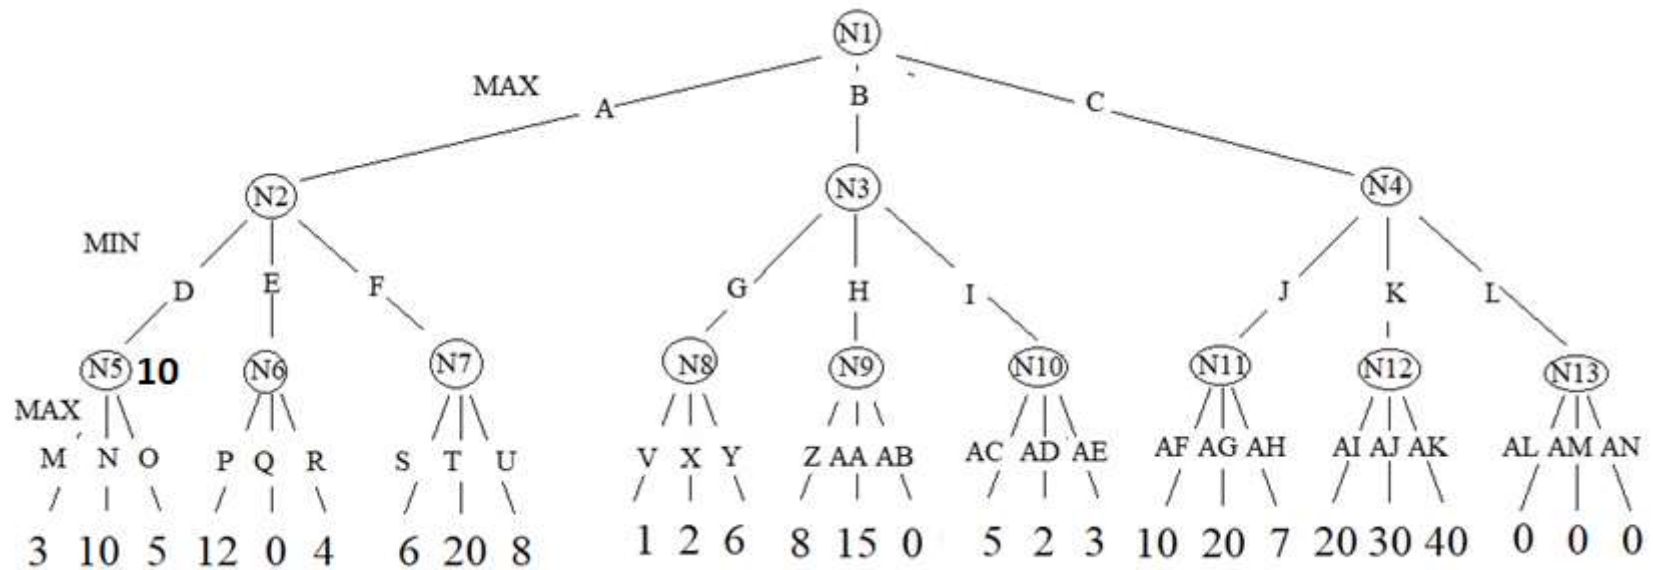 N1
MAX A B C
N2 N3 N4
MIN
D E F G H I J K L
N5 10 N6 N7 N8 N9 N10 N11 N12 N13
MAX
M N O P Q R S T U V X Y Z AA AB AC AD AE AF AG AH AI AJ AK AL AM AN
3 10 5 12 0 4 6 20 8 1 2 6 8 15 0 5 2 3 10 20 7 20 30 40 0 0 0